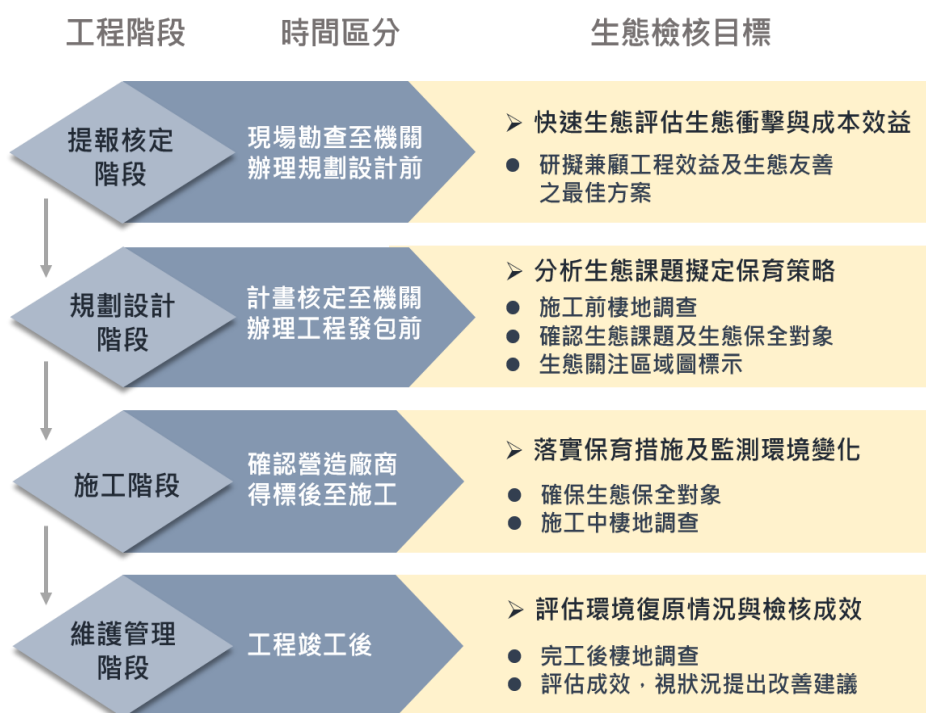 工程階段
時間區分
生態檢核目標
提報核定
階段
現場勘查至機關
辦理規劃設計前
➢ 快速生態評估生態衝擊與成本效益
● 研擬兼顧工程效益及生態友善
之最佳方案
規劃設計
階段
計畫核定至機關
辦理工程發包前
➢ 分析生態課題擬定保育策略
● 施工前棲地調查
● 確認生態課題及生態保全對象
● 生態關注區域圖標示
施工階段
確認營造廠商
得標後至施工
➢ 落實保育措施及監測環境變化
● 確保生態保全對象
● 施工中棲地調查
維護管理
階段
工程竣工後
➢ 評估環境復原情況與檢核成效
● 完工後棲地調查
● 評估成效，視狀況提出改善建議